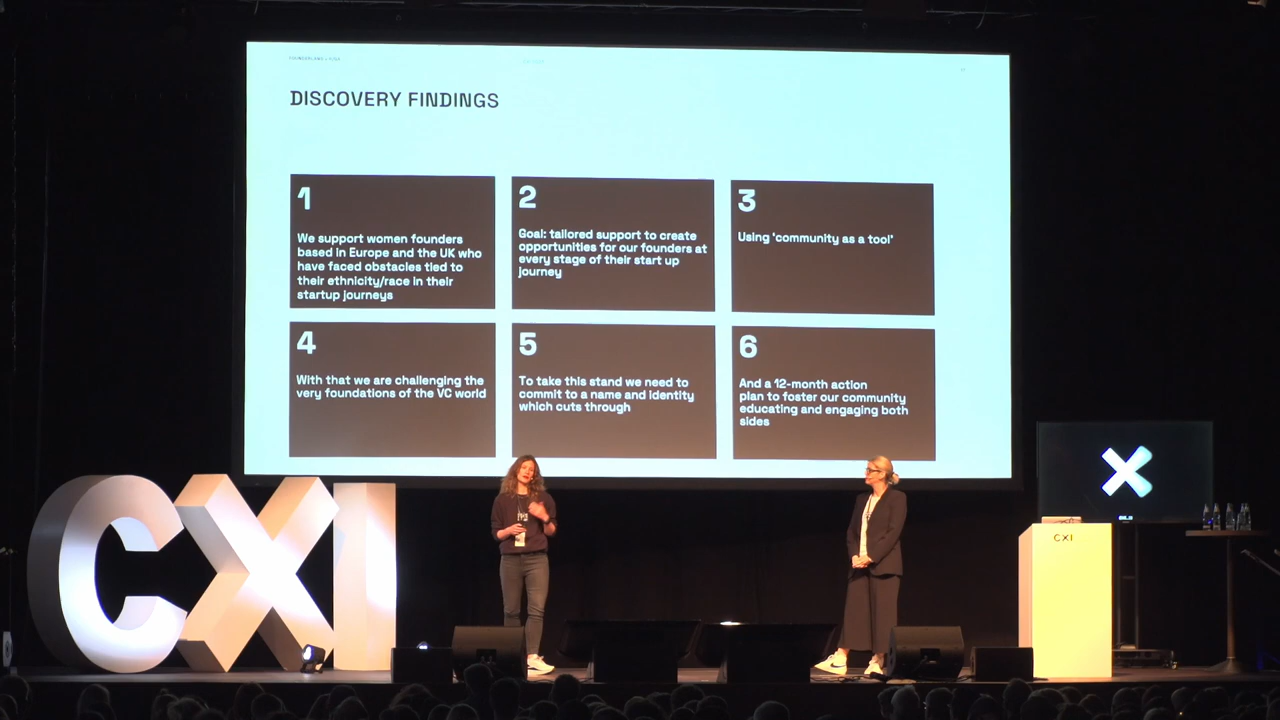 DISCOVERY FINDINGS
1
We support women founders
based in Europe and the UK who
have faced obstacles tied to
their ethnicity/race in their
startup journeys
2
Goal: tailored support to create
opportunities for our founders at
every stage of their start up
journey
3
Using ‘community as a tool’
4
With that we are challenging the
very foundations of the VC world
5
To take this stand we need to
commit to a name and identity
which cuts through
6
And a 12-month action
plan to foster our community
educating and engaging both
sides
CXI
X
CXI